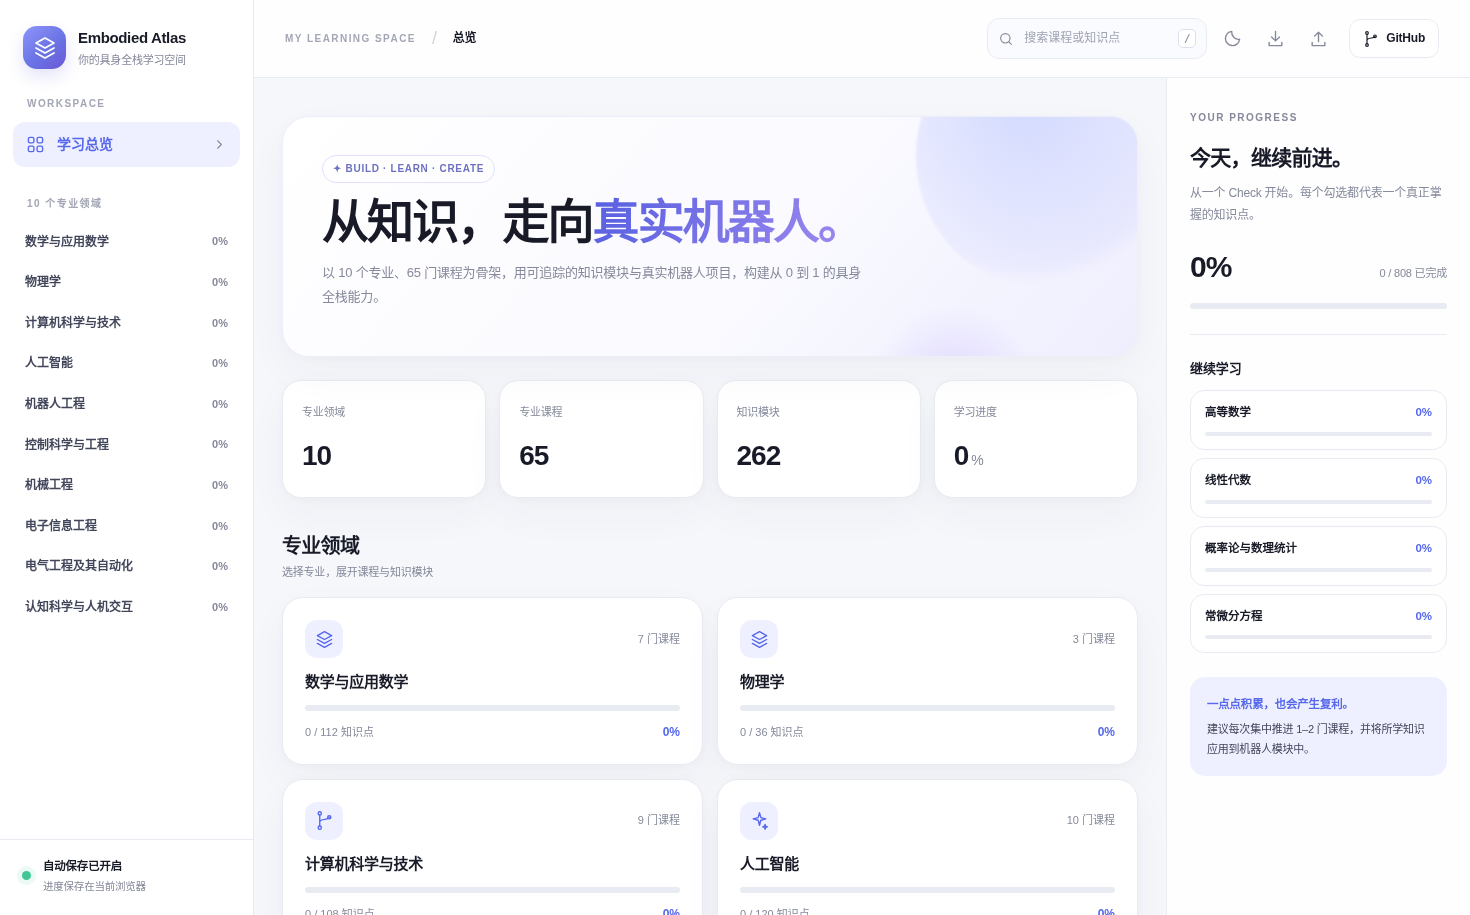 Embodied Atlas
你的具身全栈学习空间
WORKSPACE
学习总览
10 个专业领域
数学与应用数学 0%
物理学 0%
计算机科学与技术 0%
人工智能 0%
机器人工程 0%
控制科学与工程 0%
机械工程 0%
电子信息工程 0%
电气工程及其自动化 0%
认知科学与人机交互 0%
自动保存已开启
进度保存在当前浏览器
MY LEARNING SPACE / 总览
搜索课程或知识点 /
GitHub
✦ BUILD · LEARN · CREATE
从知识，走向真实机器人。
以 10 个专业、65 门课程为骨架，用可追踪的知识模块与真实机器人项目，构建从 0 到 1 的具身
全栈能力。
专业领域
10
专业课程
65
知识模块
262
学习进度
0 %
专业领域
选择专业，展开课程与知识模块
7 门课程
数学与应用数学
0 / 112 知识点 0%
3 门课程
物理学
0 / 36 知识点 0%
9 门课程
计算机科学与技术
0 / 108 知识点 0%
10 门课程
人工智能
0 / 120 知识点 0%
YOUR PROGRESS
今天，继续前进。
从一个 Check 开始。每个勾选都代表一个真正掌
握的知识点。
0% 0 / 808 已完成
继续学习
高等数学 0%
线性代数 0%
概率论与数理统计 0%
常微分方程 0%
一点点积累，也会产生复利。
建议每次集中推进 1–2 门课程，并将所学知识
应用到机器人模块中。